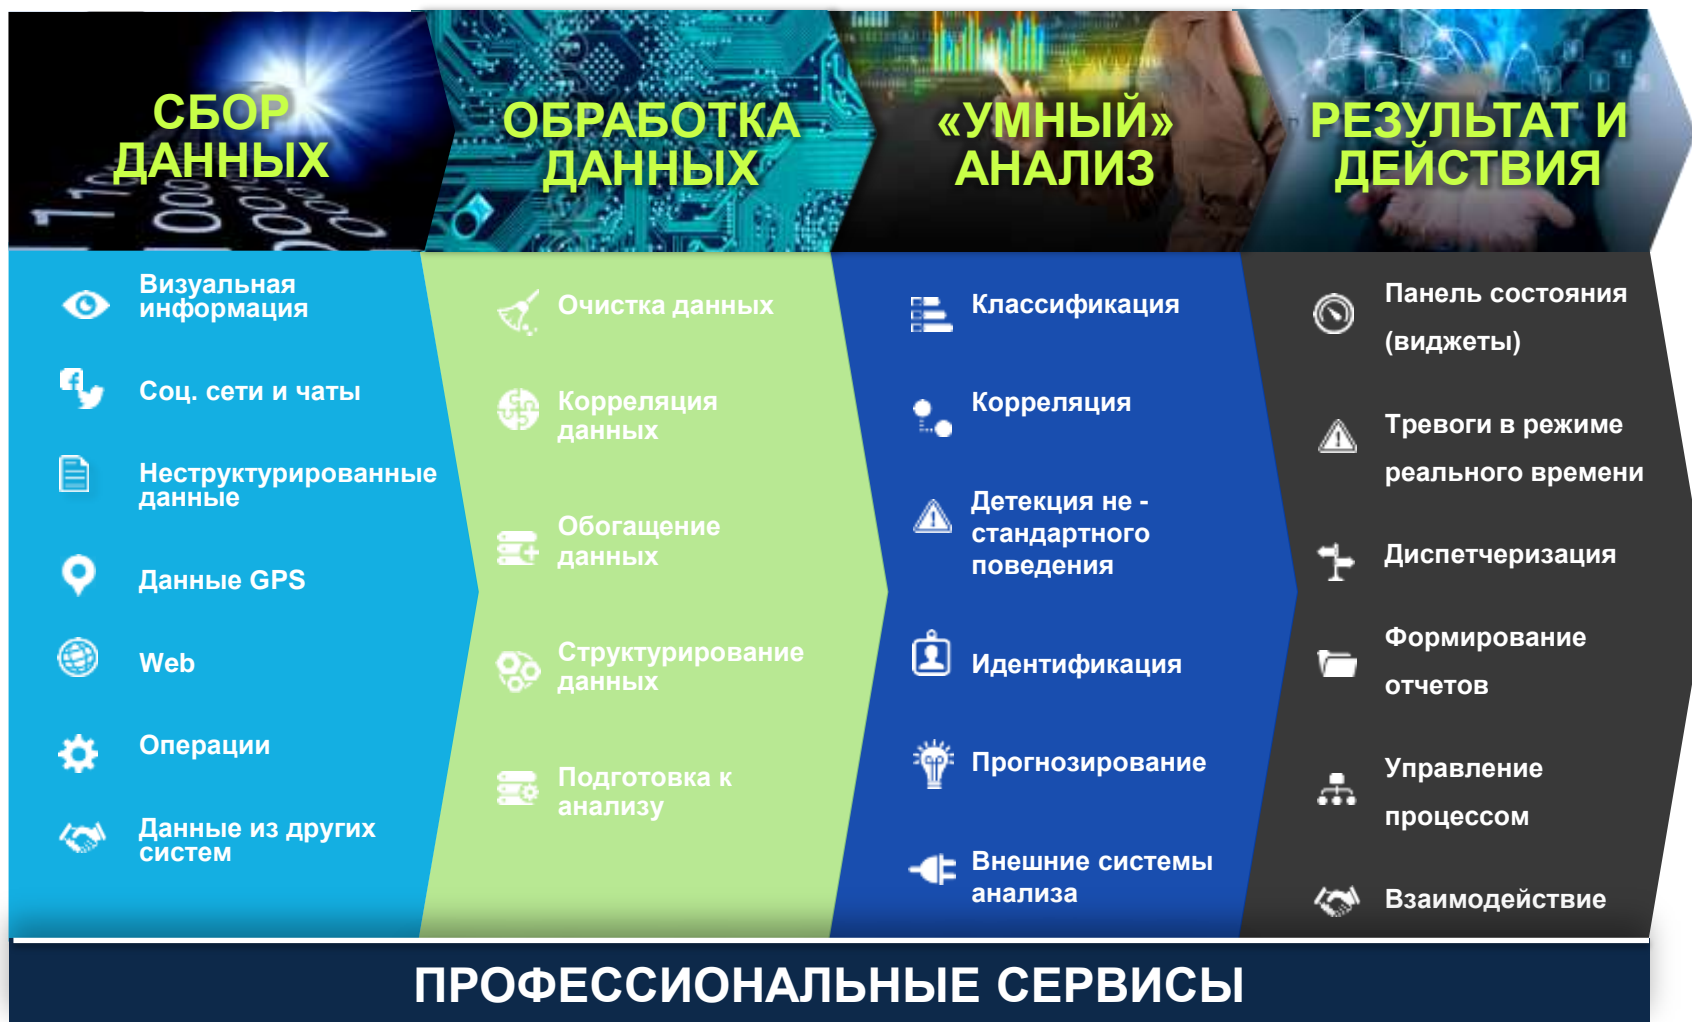 СБОР
ДАННЫХ
Визуальная
информация
Соц. сети и чаты
Неструктурированные
данные
Данные GPS
Web
Операции
Данные из других
систем
ОБРАБОТКА
ДАННЫХ
Очистка данных
Корреляция
данных
Обогащение
данных
Структурирование
данных
Подготовка к
анализу
«УМНЫЙ»
АНАЛИЗ
Классификация
Корреляция
Детекция не -
стандартного
поведения
Идентификация
Прогнозирование
Внешние системы
анализа
РЕЗУЛЬТАТ И
ДЕЙСТВИЯ
Панель состояния
(виджеты)
Тревоги в режиме
реального времени
Диспетчеризация
Формирование
отчетов
Управление
процессом
Взаимодействие
ПРОФЕССИОНАЛЬНЫЕ СЕРВИСЫ